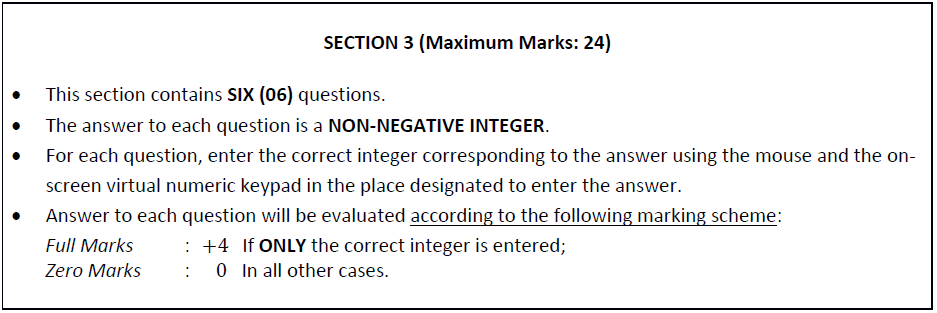 SECTION 3 (Maximum Marks: 24)
• This section contains SIX (06) questions.
• The answer to each question is a NON-NEGATIVE INTEGER.
• For each question, enter the correct integer corresponding to the answer using the mouse and the on-
screen virtual numeric keypad in the place designated to enter the answer.
• Answer to each question will be evaluated according to the following marking scheme:
Full Marks : +4 If ONLY the correct integer is entered;
Zero Marks : 0 In all other cases.